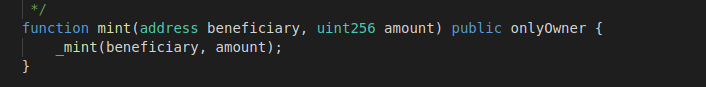 */
function mint(address beneficiary, uint256 amount) public onlyOwner {
_mint(beneficiary, amount);
}